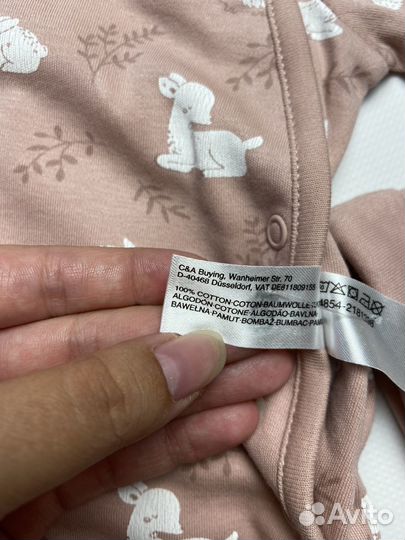 C&A Buying, Wanheimer Str. 70
D-40468 Düsseldorf, VAT DE811809155
100% COTTON·COTON·BAUMWOLLE
ALGODÓN·COTONE·ALGODÃO·BAVLNA
BAWEŁNA·PAMUT·BOMBAŽ·BUMBAC·PAM
Avito